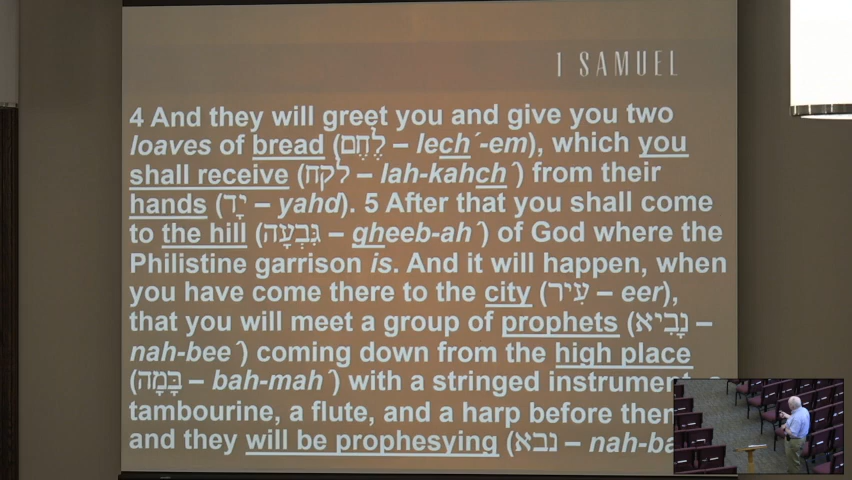 1 SAMUEL
4 And they will greet you and give you two
loaves of bread (לֶחֶם – lech´-em), which you
shall receive (לקח – lah-kahch´) from their
hands (יָד – yahd). 5 After that you shall come
to the hill (גִּבְעָה – gheeb-ah´) of God where the
Philistine garrison is. And it will happen, when
you have come there to the city (עִיר – eer),
that you will meet a group of prophets (נָבִיא –
nah-bee´) coming down from the high place
(בָּמָה – bah-mah´) with a stringed instrument,
tambourine, a flute, and a harp before
and they will be prophesying (נבא –